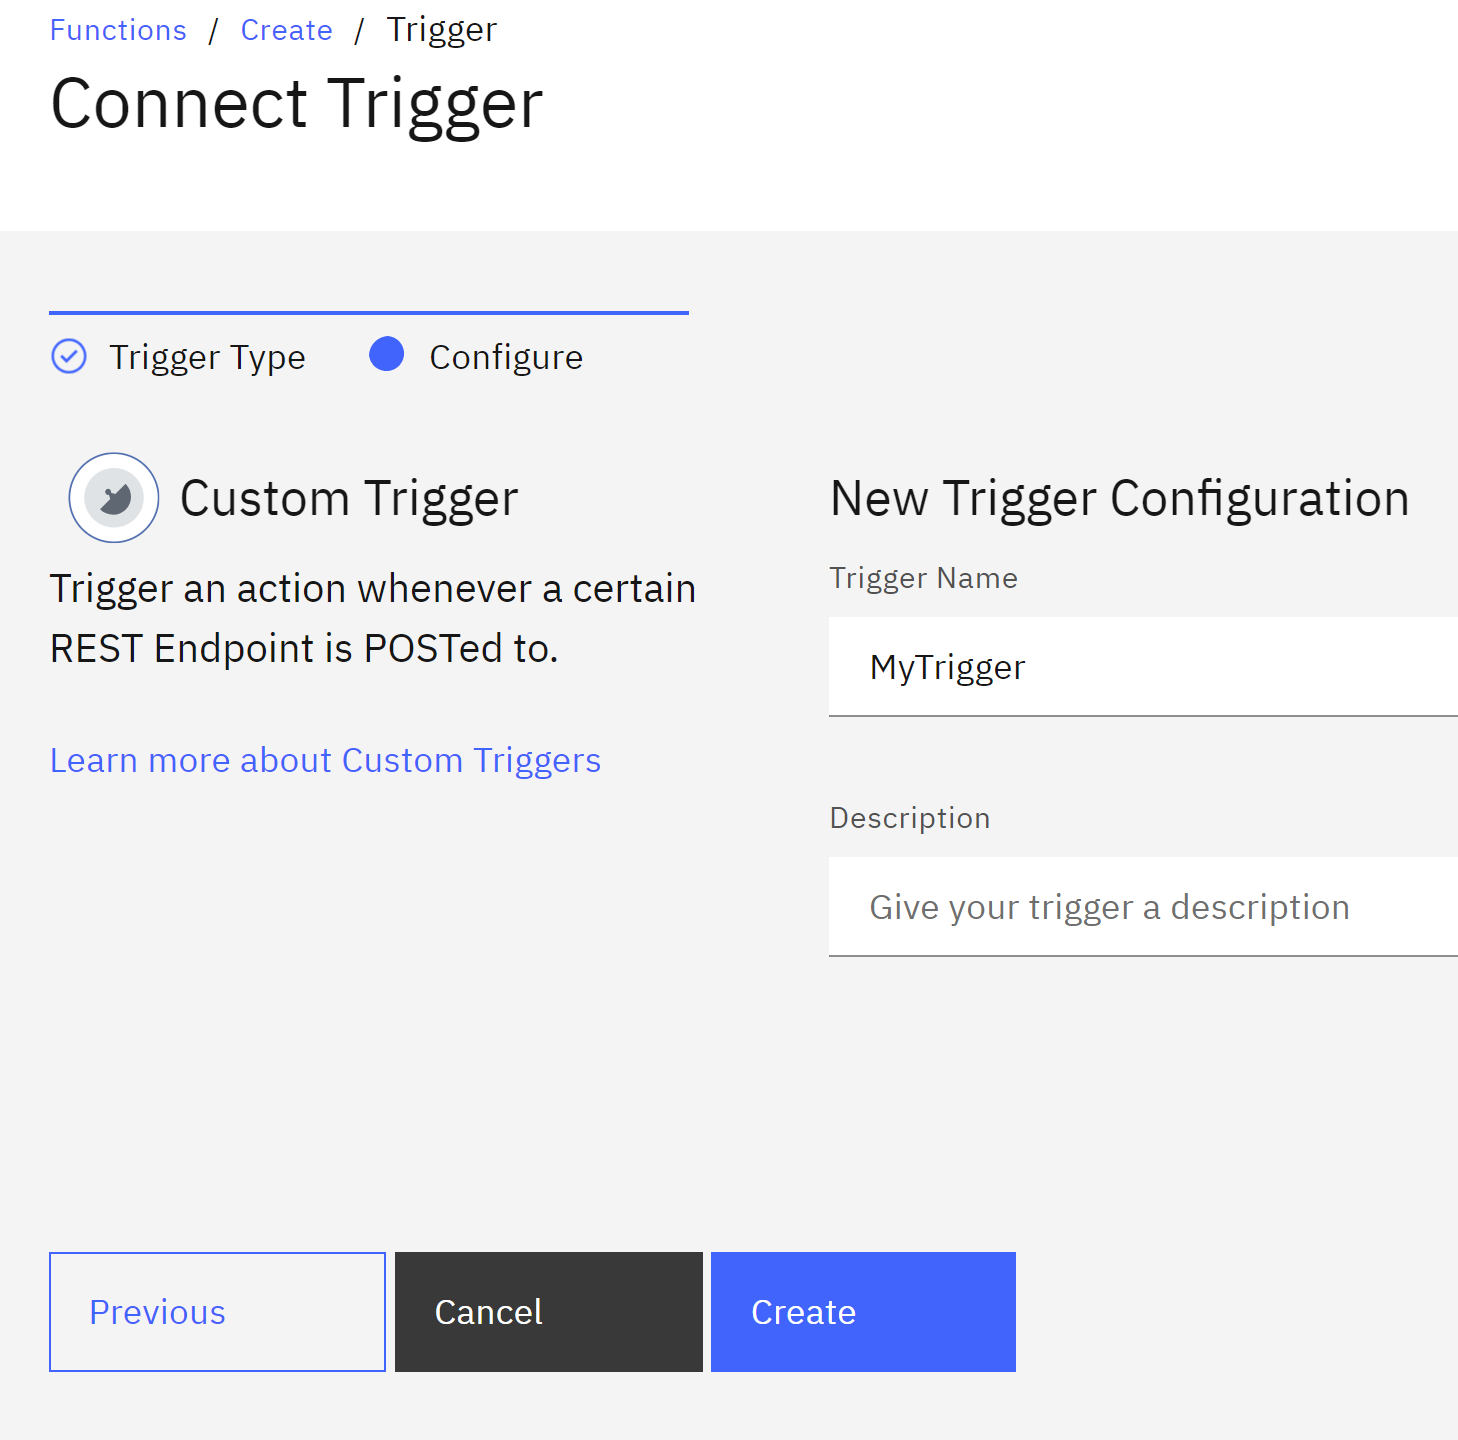 Functions / Create / Trigger
Connect Trigger
Trigger Type
Configure
Custom Trigger
Trigger an action whenever a certain
REST Endpoint is POSTed to.
Learn more about Custom Triggers
New Trigger Configuration
Trigger Name
MyTrigger
Description
Give your trigger a description
Previous
Cancel
Create